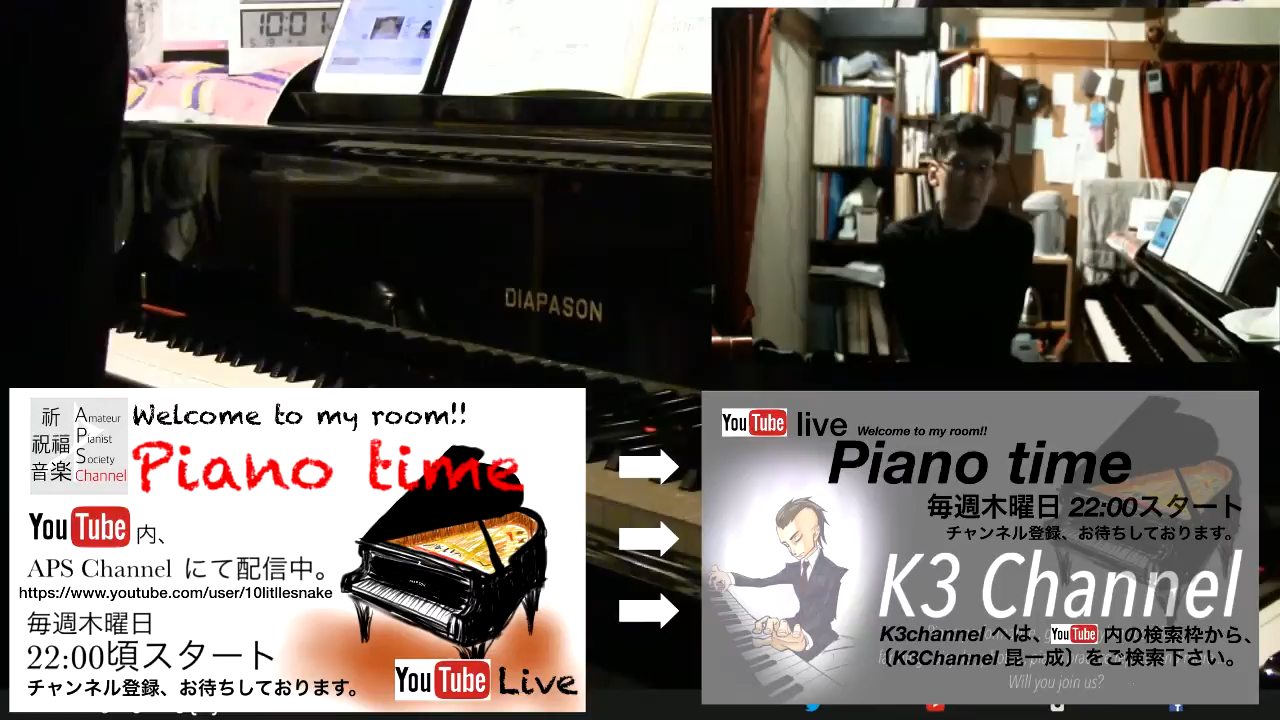 10:01
DIAPASON
祈
祝福
音楽
Amateur
Pianist
Society
Channel
Welcome to my room!!
Piano time
YouTube 内、
APS Channel にて配信中。
https://www.youtube.com/user/10litllesnake
毎週木曜日
22:00頃スタート
チャンネル登録、お待ちしております。
YouTube Live
YouTube live Welcome to my room!!
Piano time
毎週木曜日 22:00スタート
チャンネル登録、お待ちしております。
K3 Channel
K3channel へは、YouTube 内の検索枠から、
〔K3Channel 昆一成〕をご検索下さい。
Will you join us?